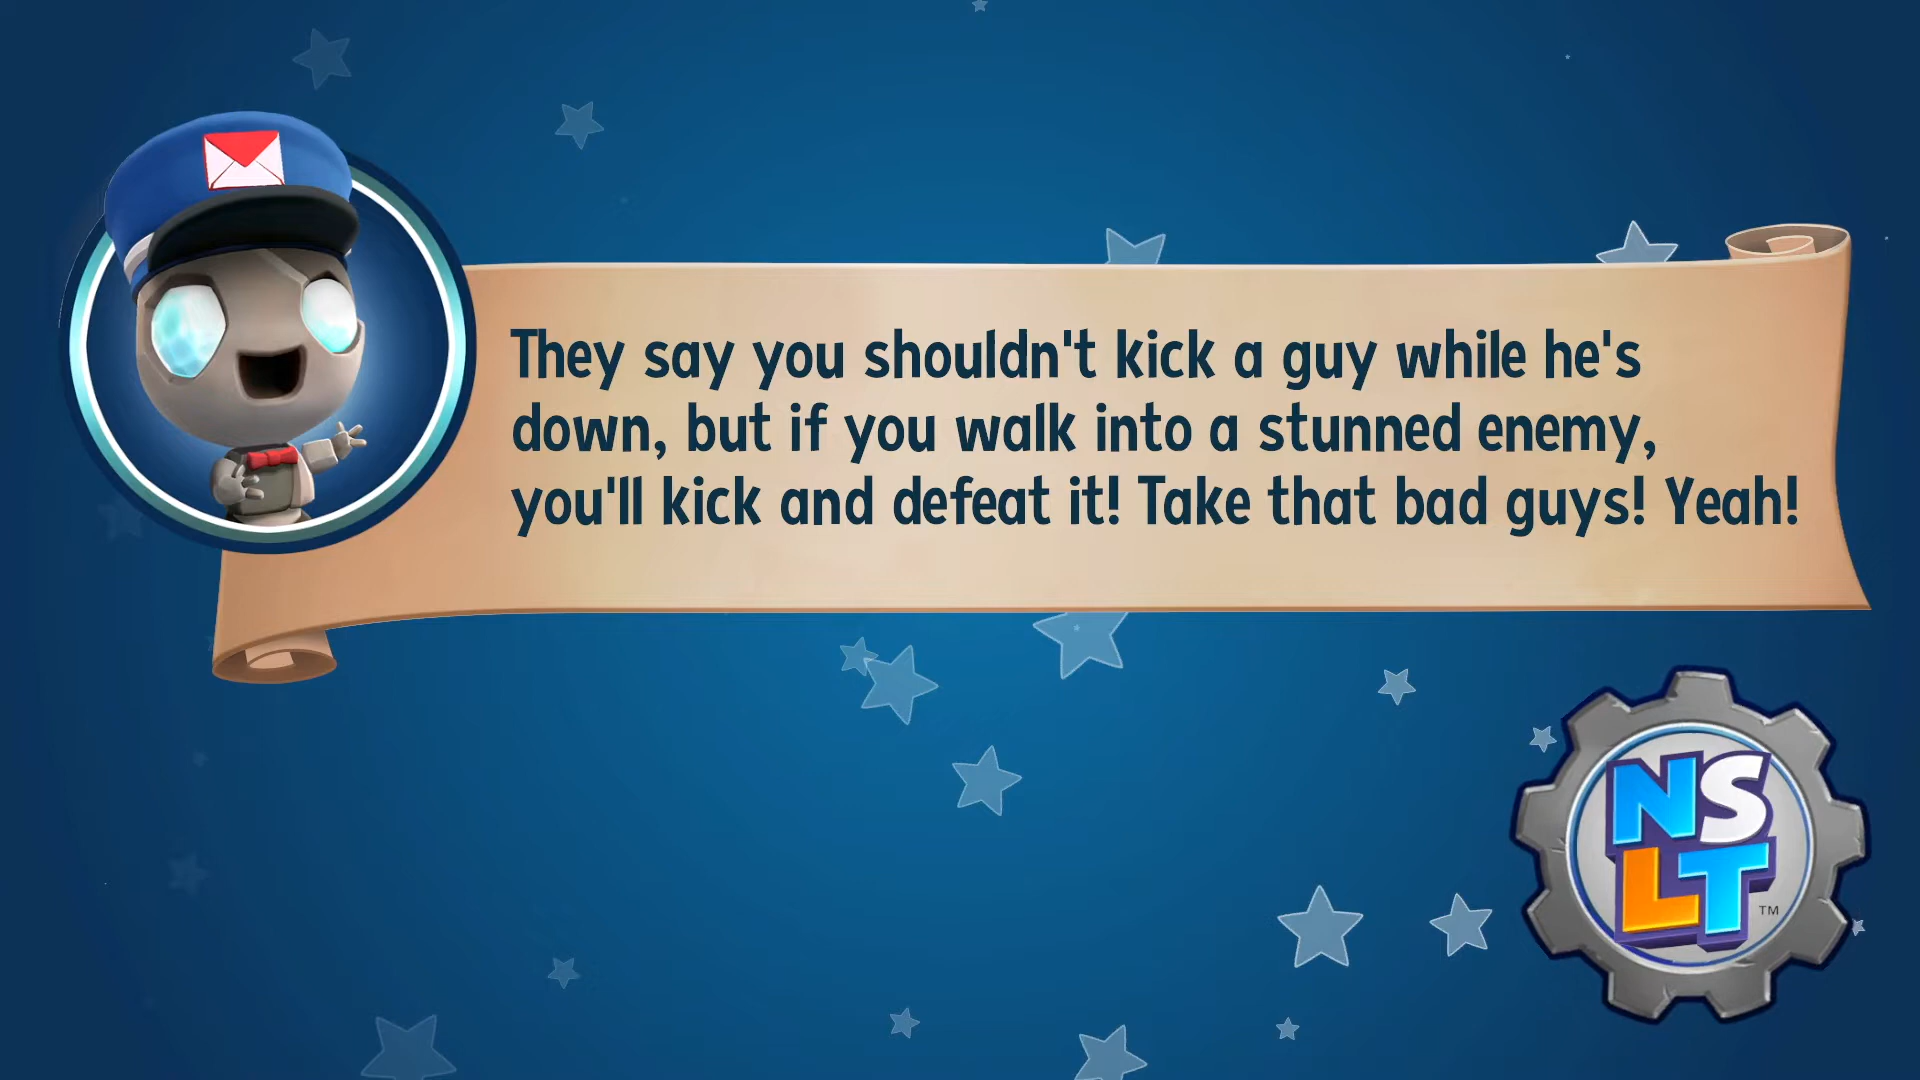 They say you shouldn't kick a guy while he's
down, but if you walk into a stunned enemy,
you'll kick and defeat it! Take that bad guys! Yeah!
NS
LT
TM